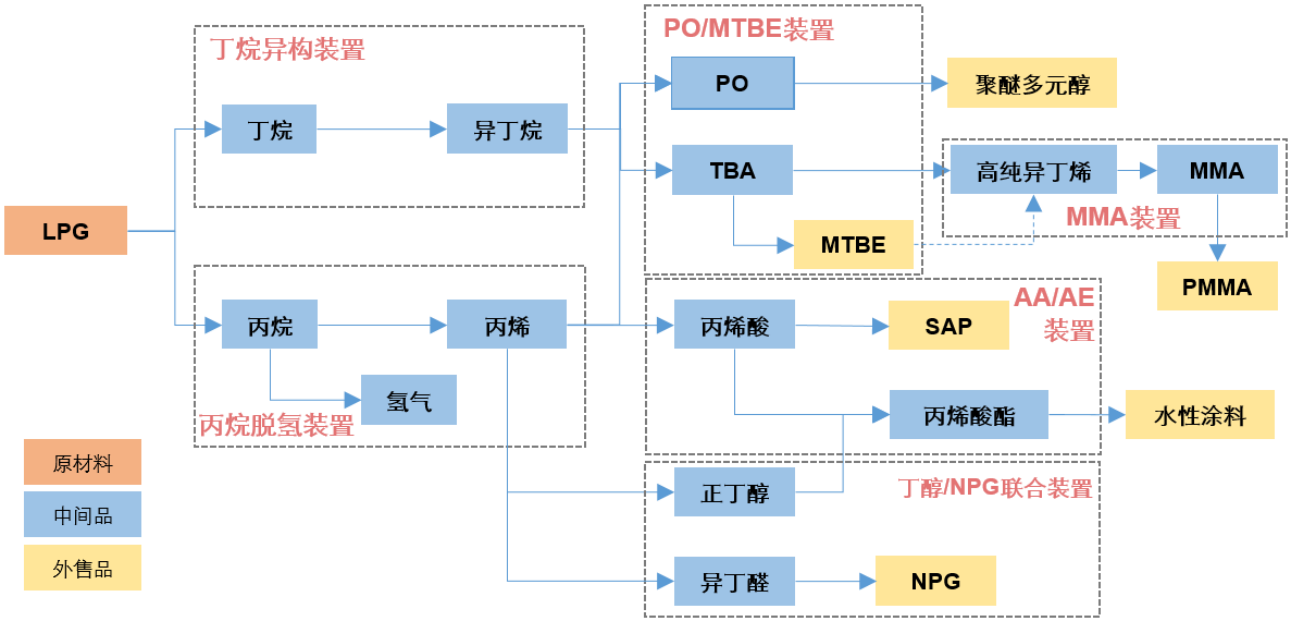 丁烷异构装置
PO/MTBE装置
PO
聚醚多元醇
丁烷
异丁烷
TBA
高纯异丁烯
MMA
MMA装置
LPG
MTBE
PMMA
AA/AE
装置
丙烷
丙烯
丙烯酸
SAP
氢气
丙烷脱氢装置
丙烯酸酯
水性涂料
原材料
中间品
外售品
正丁醇
丁醇/NPG联合装置
异丁醛
NPG